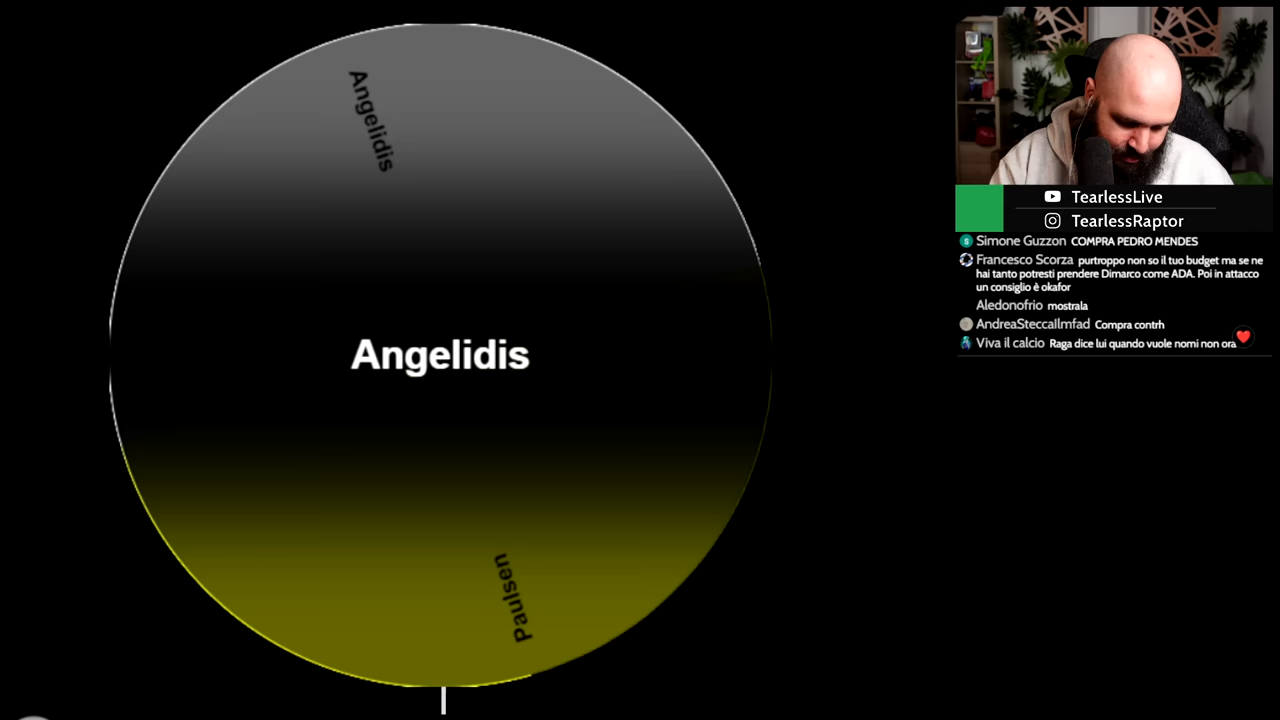 Angelidis
Angelidis
Paulsen
TearlessLive
TearlessRaptor
Simone Guzzon COMPRA PEDRO MENDES
Francesco Scorza purtroppo non so il tuo budget ma se ne
hai tanto potresti prendere Dimarco come ADA. Poi in attacco
un consiglio è okafor
Aledonofrio mostrala
AndreaSteccaIlmfad Compra contrh
Viva il calcio Raga dice lui quando vuole nomi non ora